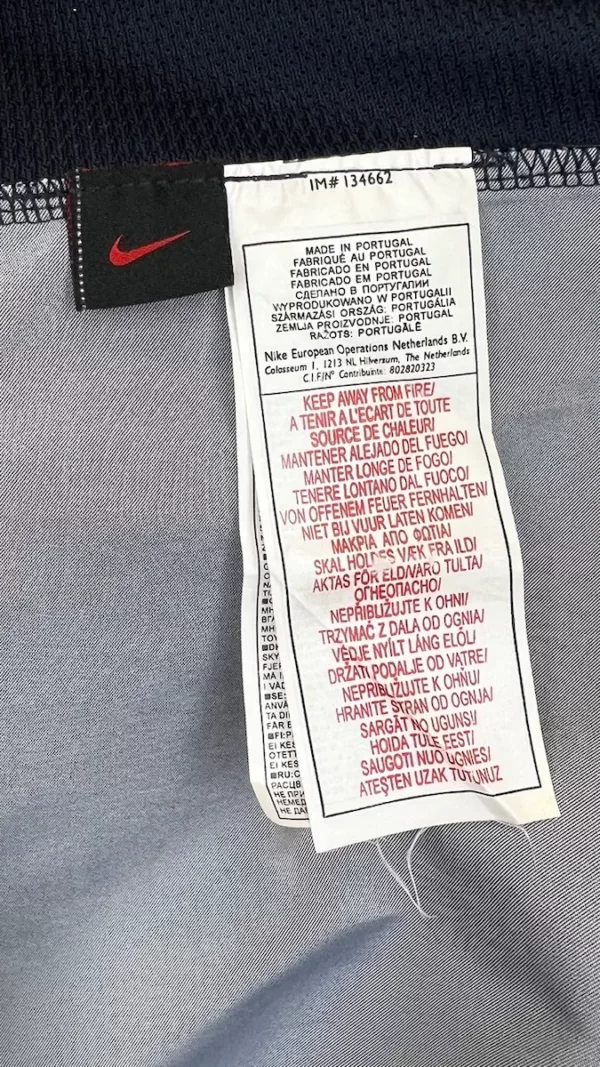 IM# 134662
MADE IN PORTUGAL
FABRIQUÉ AU PORTUGAL
FABRICADO EN PORTUGAL
FABRICADO EM PORTUGAL
СДЕЛАНО В ПОРТУГАЛИИ
WYPRODUKOWANO W PORTUGALII
SZÁRMAZÁSI ORSZÁG: PORTUGÁLIA
ZEMLJA PROIZVODNJE: PORTUGAL
RAŽOTS: PORTUGĀLĒ
Nike European Operations Netherlands B.V.
Colosseum 1, 1213 NL Hilversum, The Netherlands
C.I.F/Nº Contribuinte: 802820323
KEEP AWAY FROM FIRE/
A TENIR A L'ECART DE TOUTE
SOURCE DE CHALEUR/
MANTENER ALEJADO DEL FUEGO/
MANTER LONGE DE FOGO/
TENERE LONTANO DAL FUOCO/
VON OFFENEM FEUER FERNHALTEN/
NIET BIJ VUUR LATEN KOMEN/
ΜΑΚΡΙΑ ΑΠΟ ΦΩΤΙΑ/
SKAL HOLDES VÆK FRA ILD/
AKTAS FÖR ELD/VARO TULTA/
ОГНЕОПАСНО/
NEPŘIBLIŽUJTE K OHNI/
TRZYMAĆ Z DALA OD OGNIA/
VÉDJE NYÍLT LÁNG ELŐL/
DRŽATI PODALJE OD VATRE/
NEPRIBLIŽUJTE K OHŇU/
HRANITE STRAN OD OGNJA/
SARGĀT NO UGUNS/
HOIDA TULE EEST/
SAUGOTI NUO UGNIES/
ATEŞTEN UZAK TUTUNUZ